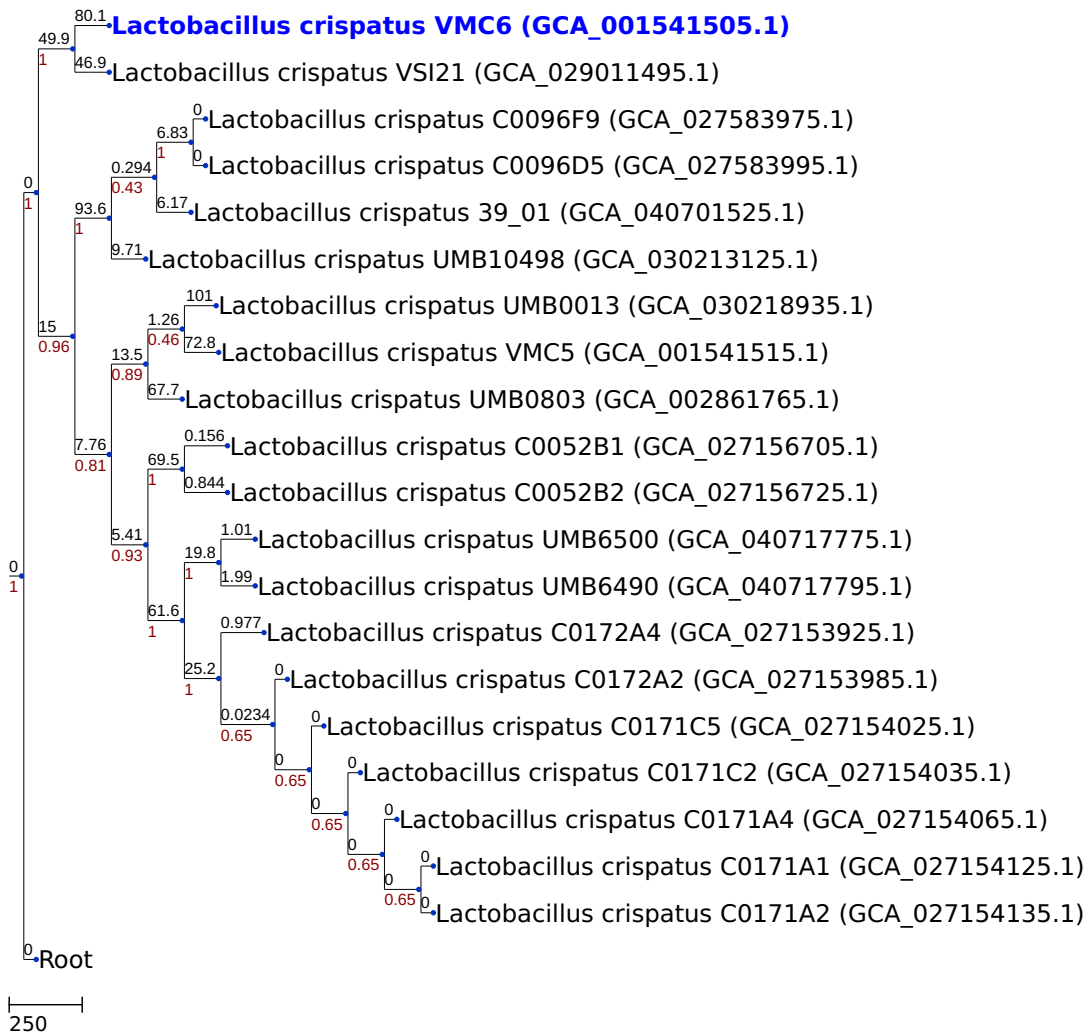 80.1
Lactobacillus crispatus VMC6 (GCA_001541505.1)
49.9
1
46.9
Lactobacillus crispatus VSI21 (GCA_029011495.1)
0
Lactobacillus crispatus C0096F9 (GCA_027583975.1)
6.83
1
0
Lactobacillus crispatus C0096D5 (GCA_027583995.1)
0.294
0.43
0
1
6.17
Lactobacillus crispatus 39_01 (GCA_040701525.1)
93.6
1
9.71
Lactobacillus crispatus UMB10498 (GCA_030213125.1)
101
Lactobacillus crispatus UMB0013 (GCA_030218935.1)
1.26
0.46
15
0.96
72.8
Lactobacillus crispatus VMC5 (GCA_001541515.1)
13.5
0.89
67.7
Lactobacillus crispatus UMB0803 (GCA_002861765.1)
0.156
Lactobacillus crispatus C0052B1 (GCA_027156705.1)
7.76
0.81
69.5
1
0.844
Lactobacillus crispatus C0052B2 (GCA_027156725.1)
1.01
Lactobacillus crispatus UMB6500 (GCA_040717775.1)
5.41
0.93
19.8
1
0
1
1.99
Lactobacillus crispatus UMB6490 (GCA_040717795.1)
61.6
1
0.977
Lactobacillus crispatus C0172A4 (GCA_027153925.1)
25.2
1
0
Lactobacillus crispatus C0172A2 (GCA_027153985.1)
0.0234
0.65
0
Lactobacillus crispatus C0171C5 (GCA_027154025.1)
0
0.65
0
Lactobacillus crispatus C0171C2 (GCA_027154035.1)
0
0.65
0
Lactobacillus crispatus C0171A4 (GCA_027154065.1)
0
0.65
0
Lactobacillus crispatus C0171A1 (GCA_027154125.1)
0
0.65
0
Lactobacillus crispatus C0171A2 (GCA_027154135.1)
0
Root
250